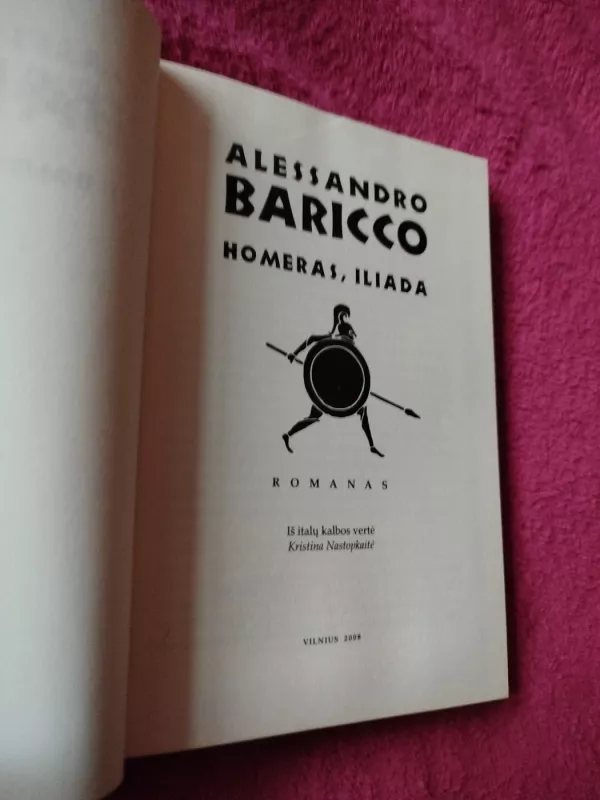 ALESSANDRO
BARICCO
HOMERAS, ILIADA
ROMANAS
Iš italų kalbos vertė
Kristina Nastopkaitė
VILNIUS 2008